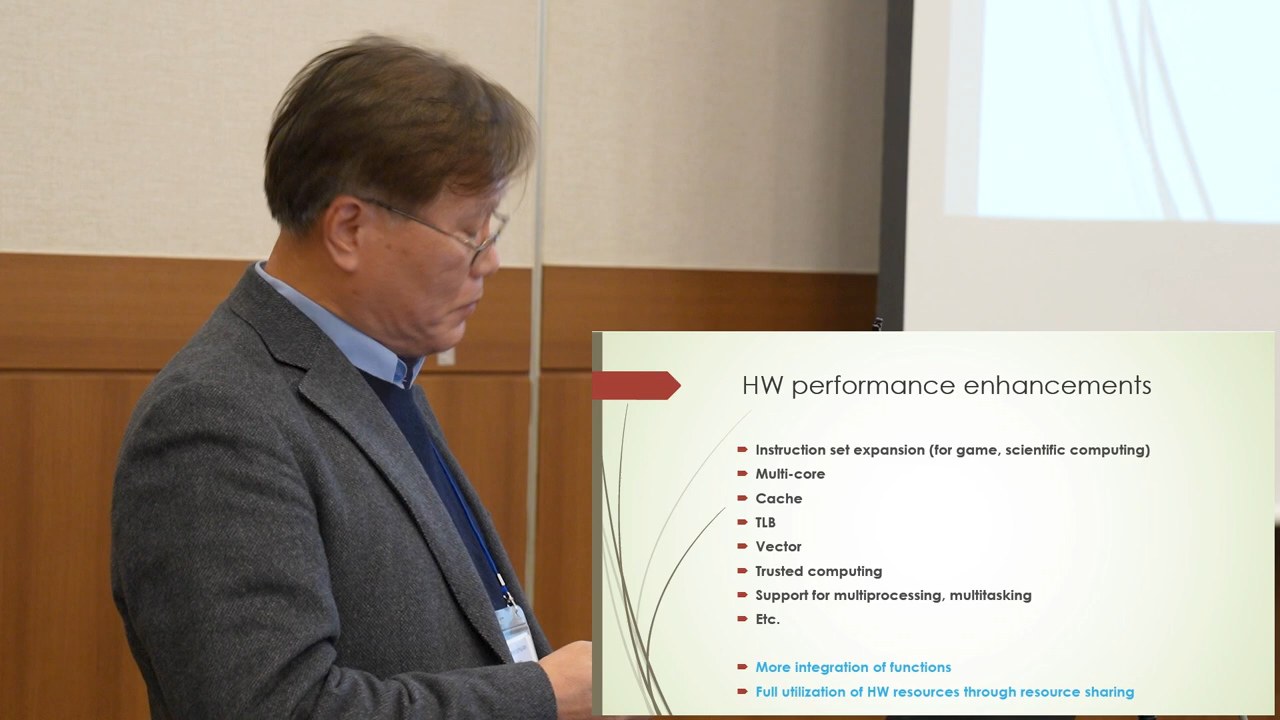 HW performance enhancements
Instruction set expansion (for game, scientific computing)
Multi-core
Cache
TLB
Vector
Trusted computing
Support for multiprocessing, multitasking
Etc.
More integration of functions
Full utilization of HW resources through resource sharing